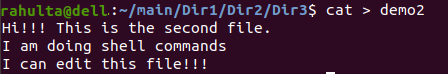 rahulta@dell:~/main/Dir1/Dir2/Dir3$ cat > demo2
Hi!!! This is the second file.
I am doing shell commands
I can edit this file!!!